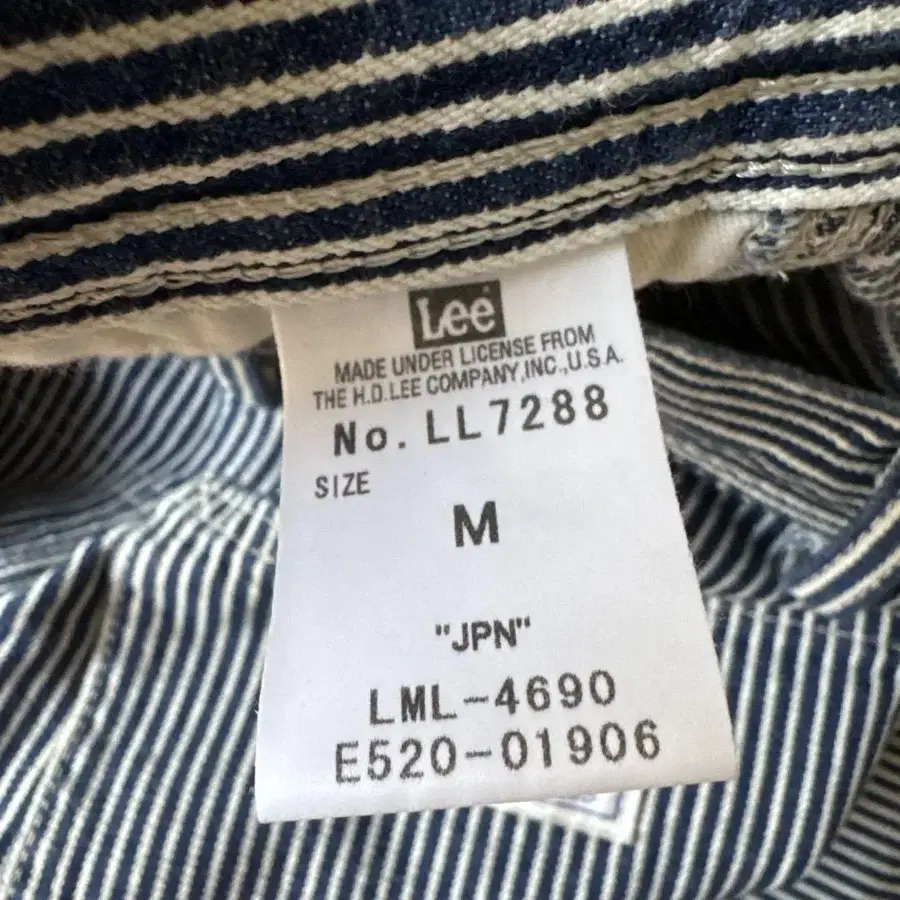 Lee
MADE UNDER LICENSE FROM
THE H.D.LEE COMPANY,INC.,U.S.A.
No. LL7288
SIZE
M
"JPN"
LML-4690
E520-01906